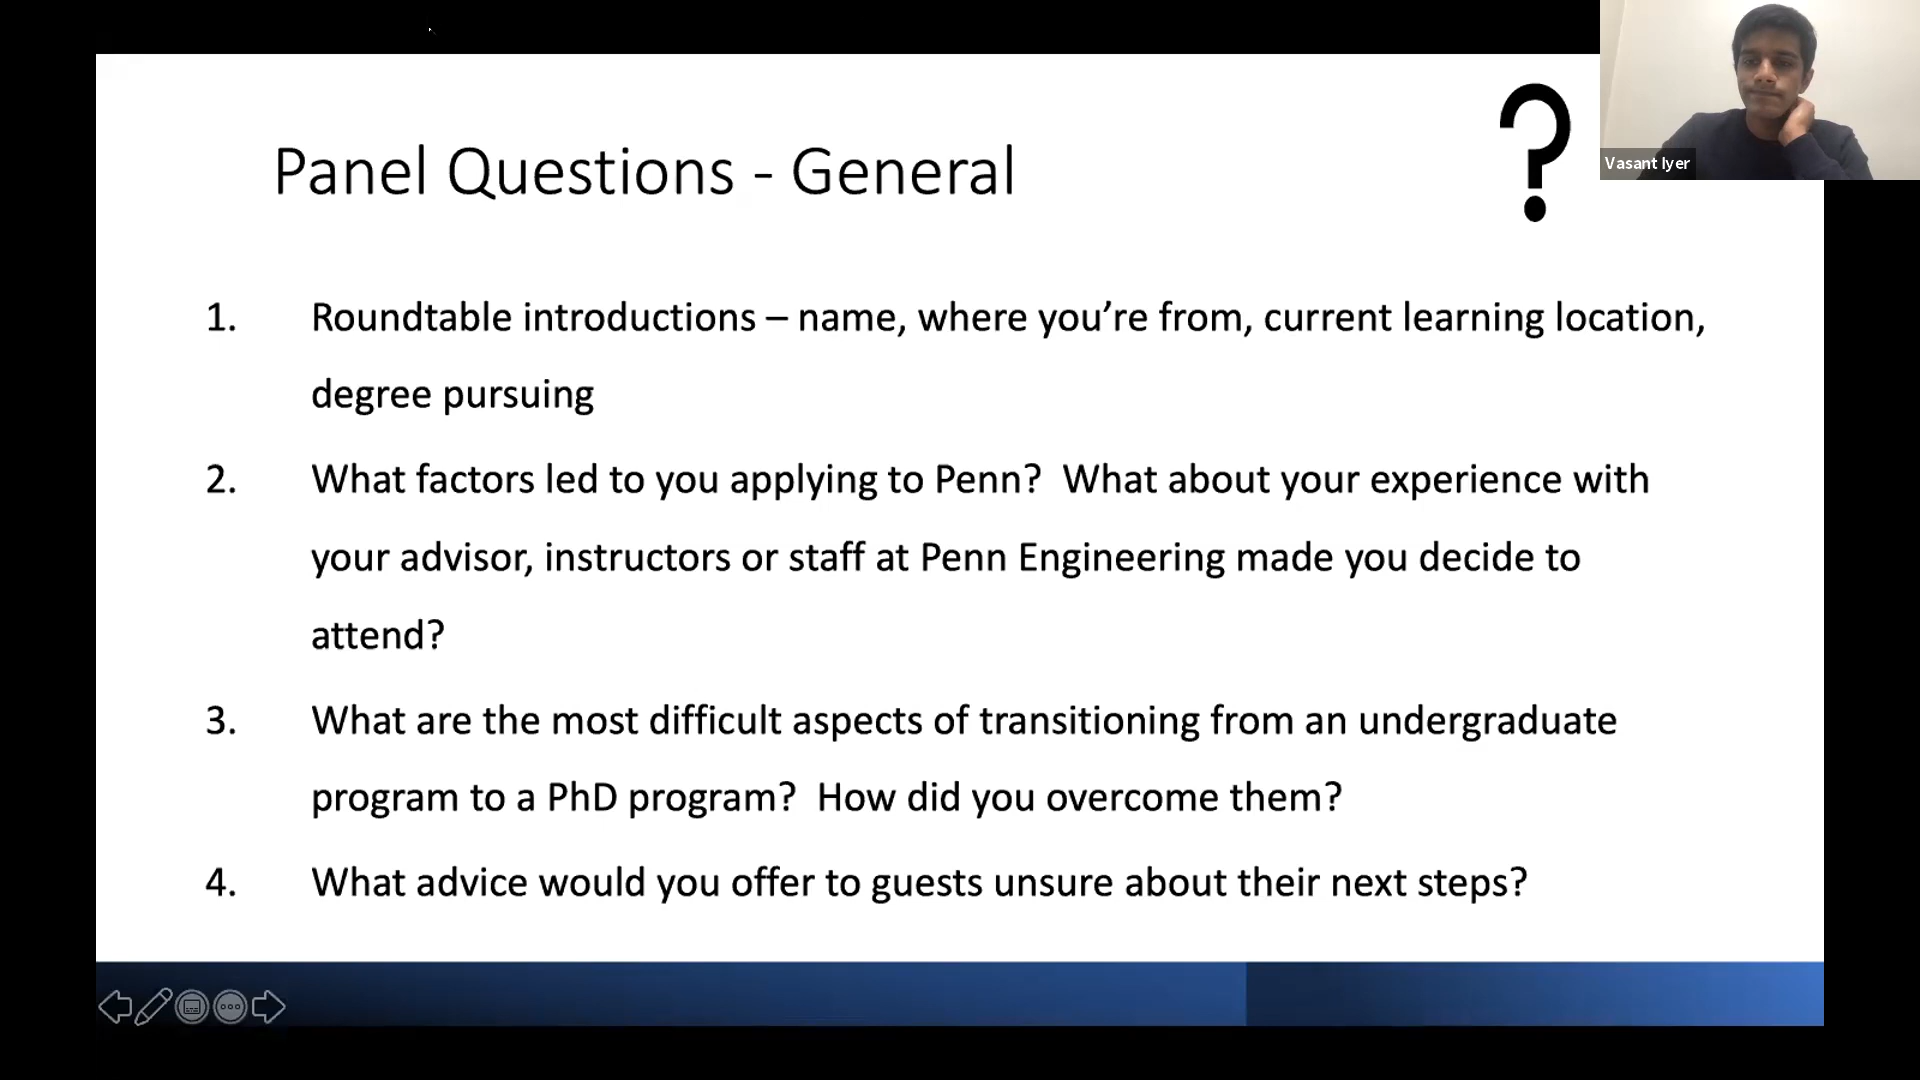 Panel Questions - General
?
Vasant Iyer
1. Roundtable introductions – name, where you’re from, current learning location,
degree pursuing
2. What factors led to you applying to Penn?  What about your experience with
your advisor, instructors or staff at Penn Engineering made you decide to
attend?
3. What are the most difficult aspects of transitioning from an undergraduate
program to a PhD program?  How did you overcome them?
4. What advice would you offer to guests unsure about their next steps?